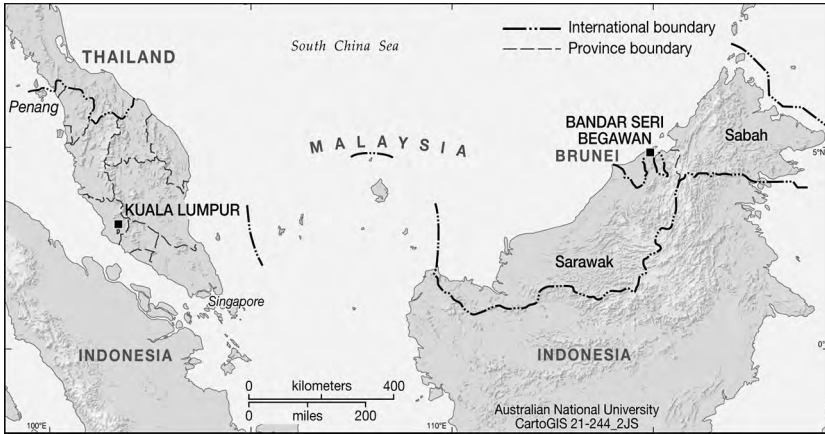 International boundary
South China Sea
Province boundary
THAILAND
Penang
BANDAR SERI
BEGAWAN
Sabah
MALAYSIA
BRUNEI
5°N
KUALA LUMPUR
Sarawak
Singapore
INDONESIA
INDONESIA
0°
0 kilometers 400
0 miles 200
Australian National University
CartoGIS 21-244_2JS
100°E
110°E